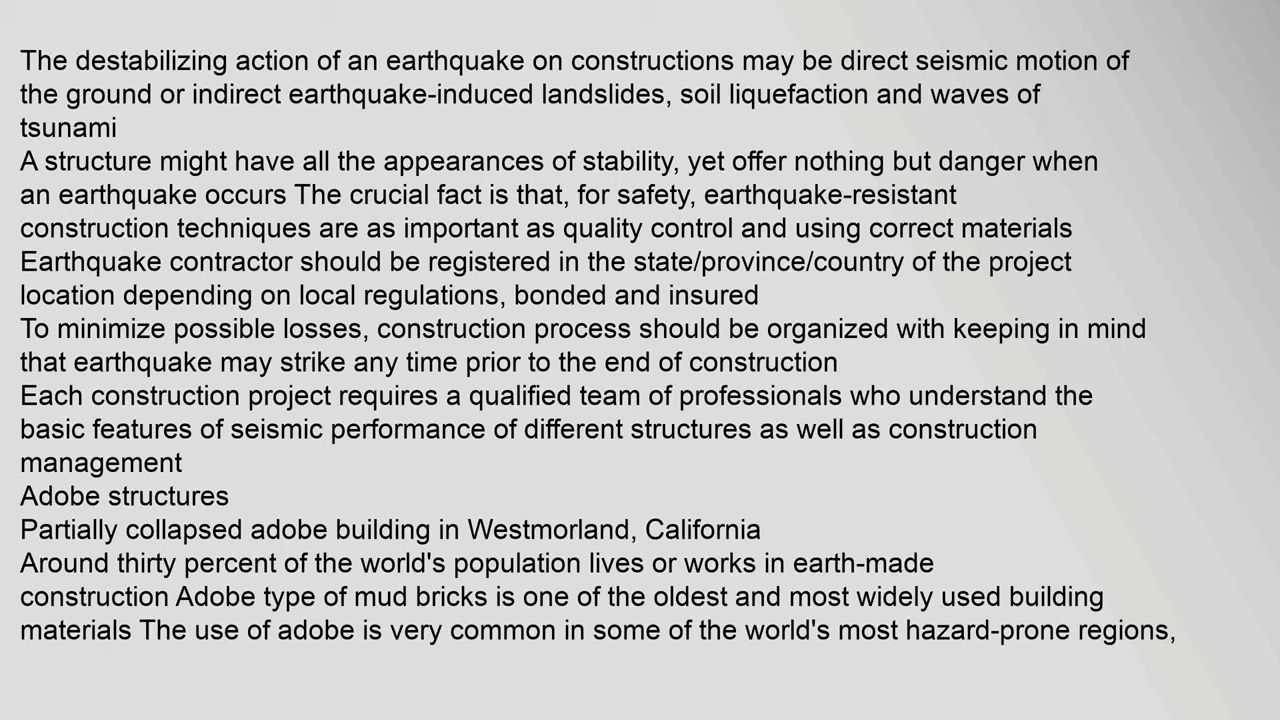 The destabilizing action of an earthquake on constructions may be direct seismic motion of
the ground or indirect earthquake-induced landslides, soil liquefaction and waves of
tsunami
A structure might have all the appearances of stability, yet offer nothing but danger when
an earthquake occurs The crucial fact is that, for safety, earthquake-resistant
construction techniques are as important as quality control and using correct materials
Earthquake contractor should be registered in the state/province/country of the project
location depending on local regulations, bonded and insured
To minimize possible losses, construction process should be organized with keeping in mind
that earthquake may strike any time prior to the end of construction
Each construction project requires a qualified team of professionals who understand the
basic features of seismic performance of different structures as well as construction
management
Adobe structures
Partially collapsed adobe building in Westmorland, California
Around thirty percent of the world's population lives or works in earth-made
construction Adobe type of mud bricks is one of the oldest and most widely used building
materials The use of adobe is very common in some of the world's most hazard-prone regions,